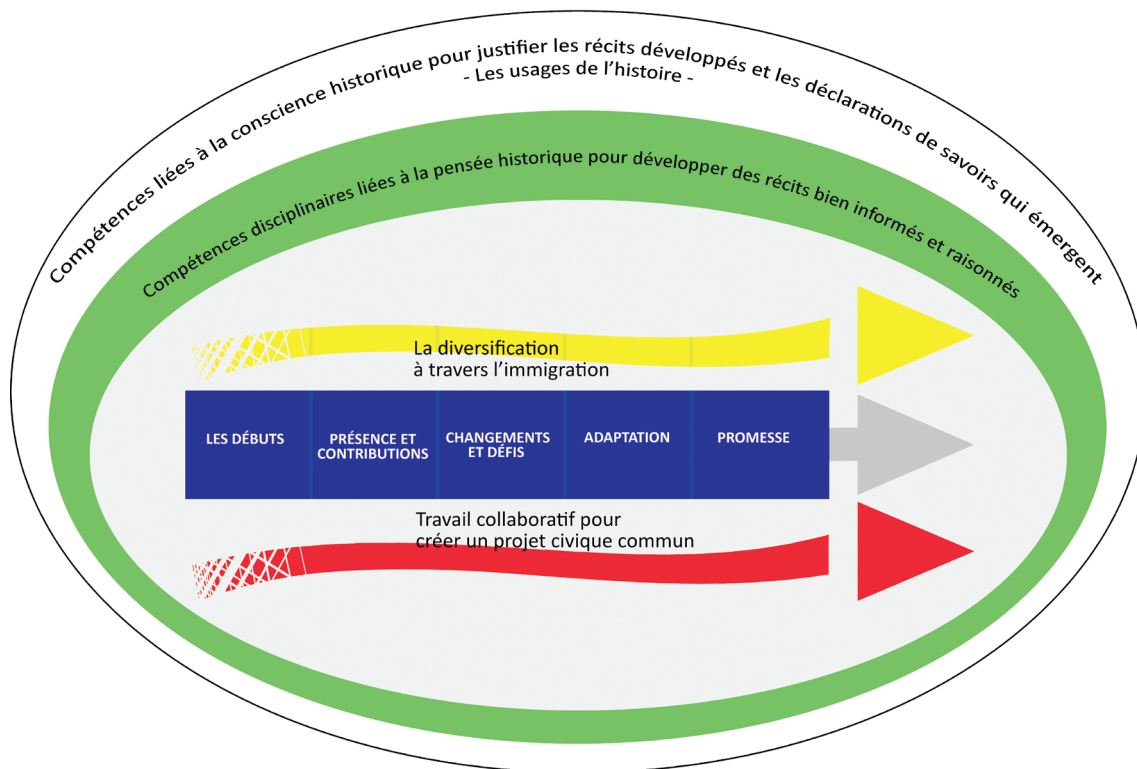 Compétences liées à la conscience historique pour justifier les récits développés et les déclarations de savoirs qui émergent
- Les usages de l'histoire -
Compétences disciplinaires liées à la pensée historique pour développer des récits bien informés et raisonnés
La diversification
à travers l'immigration
LES DÉBUTS
PRÉSENCE ET
CONTRIBUTIONS
CHANGEMENTS
ET DÉFIS
ADAPTATION
PROMESSE
Travail collaboratif pour
créer un projet civique commun